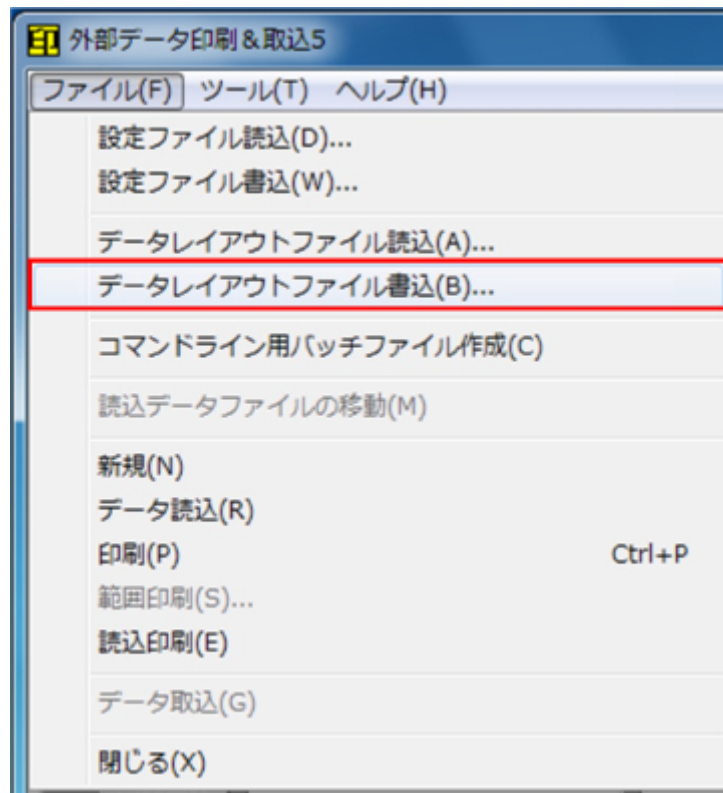 印 外部データ印刷&取込5
ファイル(F) ツール(T) ヘルプ(H)
設定ファイル読込(D)...
設定ファイル書込(W)...
データレイアウトファイル読込(A)...
データレイアウトファイル書込(B)...
コマンドライン用バッチファイル作成(C)
読込データファイルの移動(M)
新規(N)
データ読込(R)
印刷(P) Ctrl+P
範囲印刷(S)...
読込印刷(E)
データ取込(G)
閉じる(X)